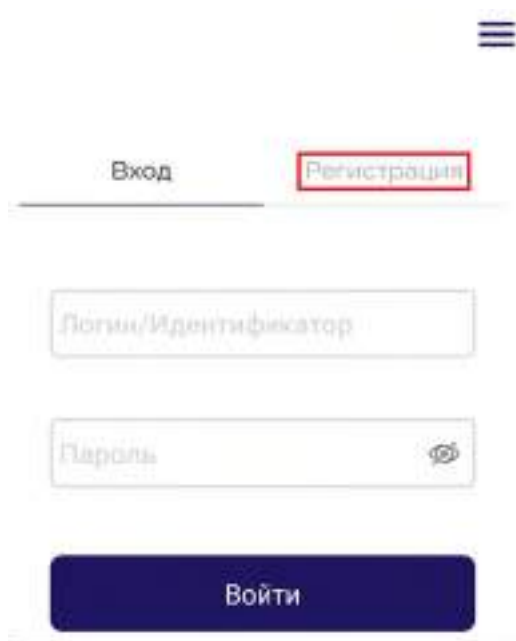 Вход Регистрация
Логин/Идентификатор
Пароль
Войти